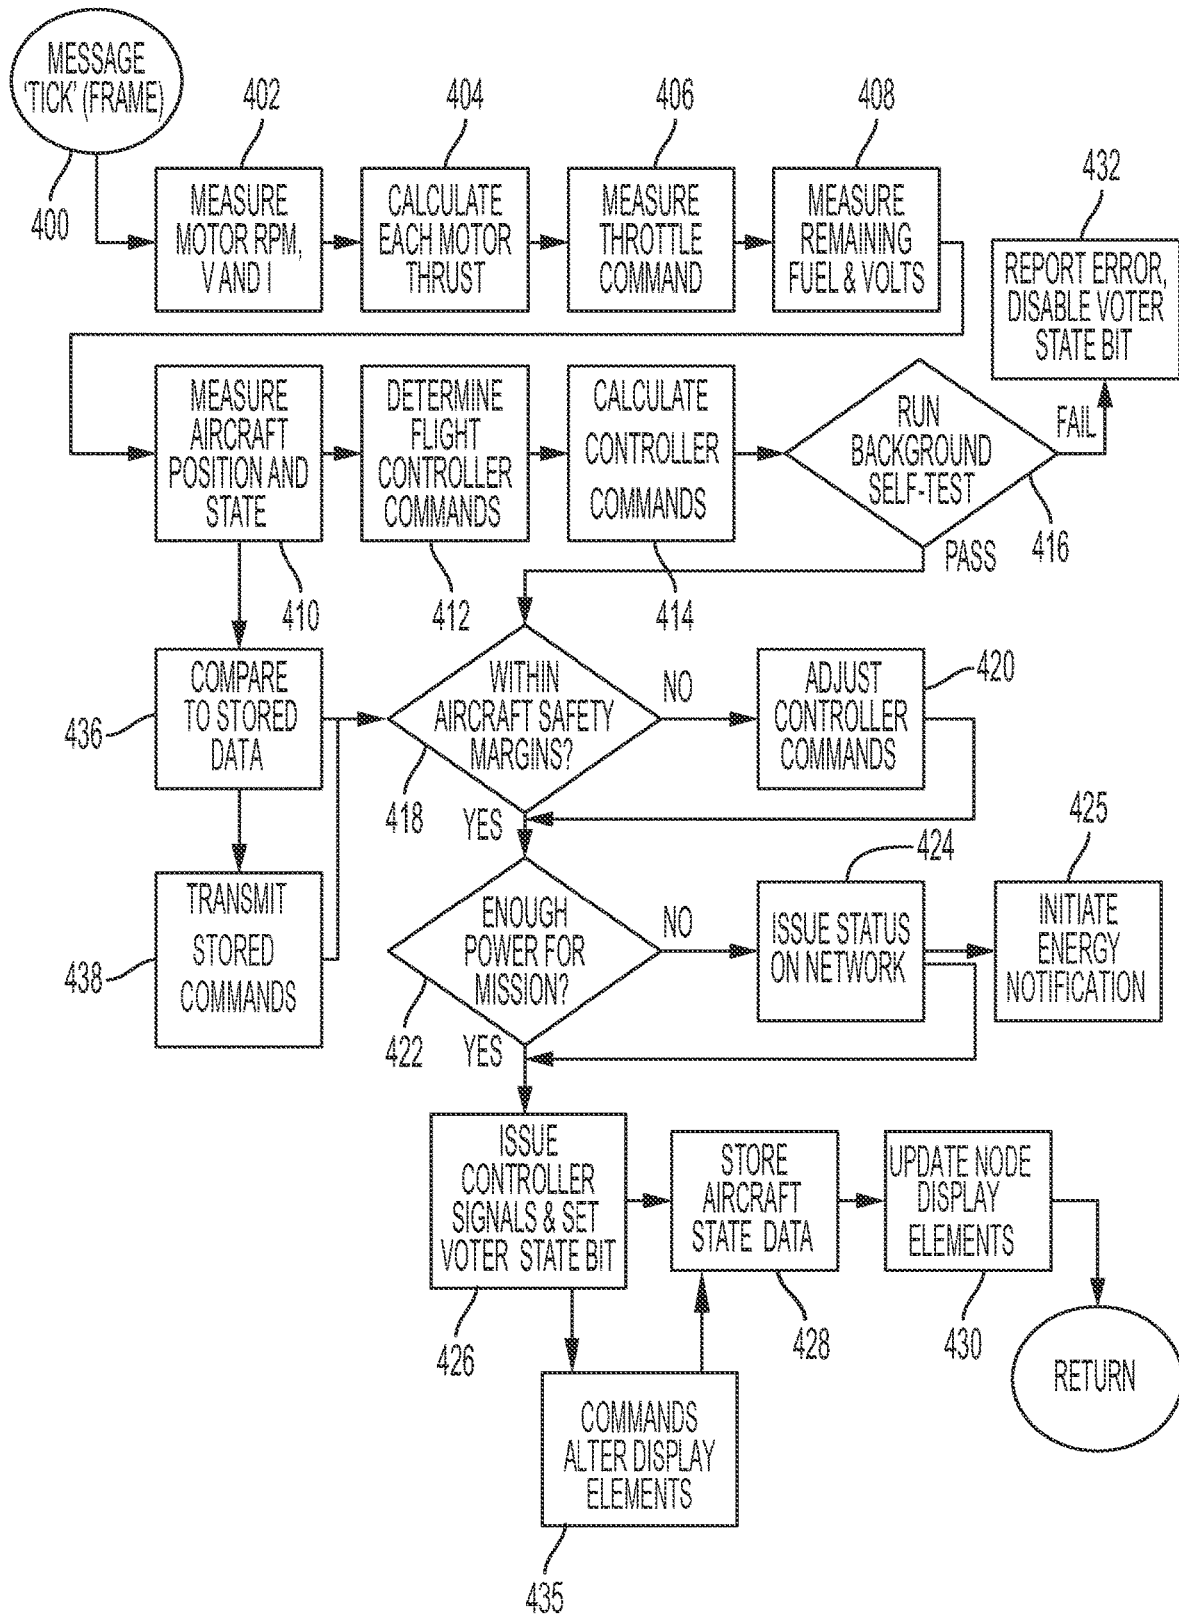 MESSAGE
'TICK' (FRAME)
400
402
404
406
408
MEASURE
MOTOR RPM,
V AND I
CALCULATE
EACH MOTOR
THRUST
MEASURE
THROTTLE
COMMAND
MEASURE
REMAINING
FUEL & VOLTS
432
REPORT ERROR,
DISABLE VOTER
STATE BIT
MEASURE
AIRCRAFT
POSITION AND
STATE
410
DETERMINE
FLIGHT
CONTROLLER
COMMANDS
412
CALCULATE
CONTROLLER
COMMANDS
414
RUN
BACKGROUND
SELF-TEST
FAIL
416
PASS
COMPARE
TO STORED
DATA
436
WITHIN
AIRCRAFT SAFETY
MARGINS?
418
NO
ADJUST
CONTROLLER
COMMANDS
420
YES
TRANSMIT
STORED
COMMANDS
438
ENOUGH
POWER FOR
MISSION?
422
NO
ISSUE STATUS
ON NETWORK
424
425
INITIATE
ENERGY
NOTIFICATION
YES
ISSUE
CONTROLLER
SIGNALS & SET
VOTER STATE BIT
426
STORE
AIRCRAFT
STATE DATA
428
UPDATE NODE
DISPLAY
ELEMENTS
430
RETURN
COMMANDS
ALTER DISPLAY
ELEMENTS
435